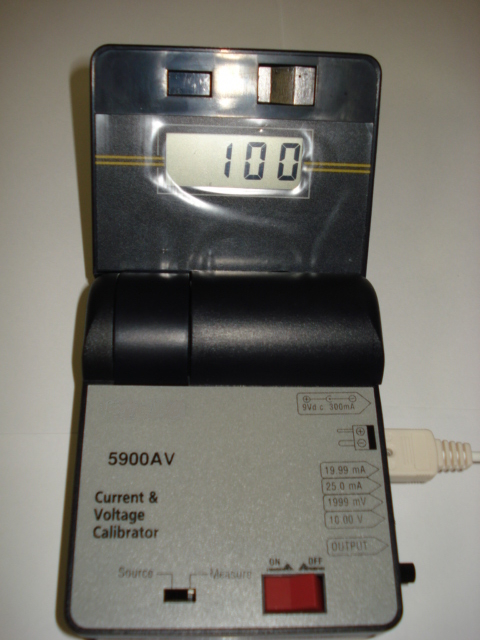 100
9Vd.c. 300mA
5900AV
Current &
Voltage
Calibrator
19.99 mA
25.0 mA
1999 mV
10.00 V
OUTPUT
ON OFF
Source Measure